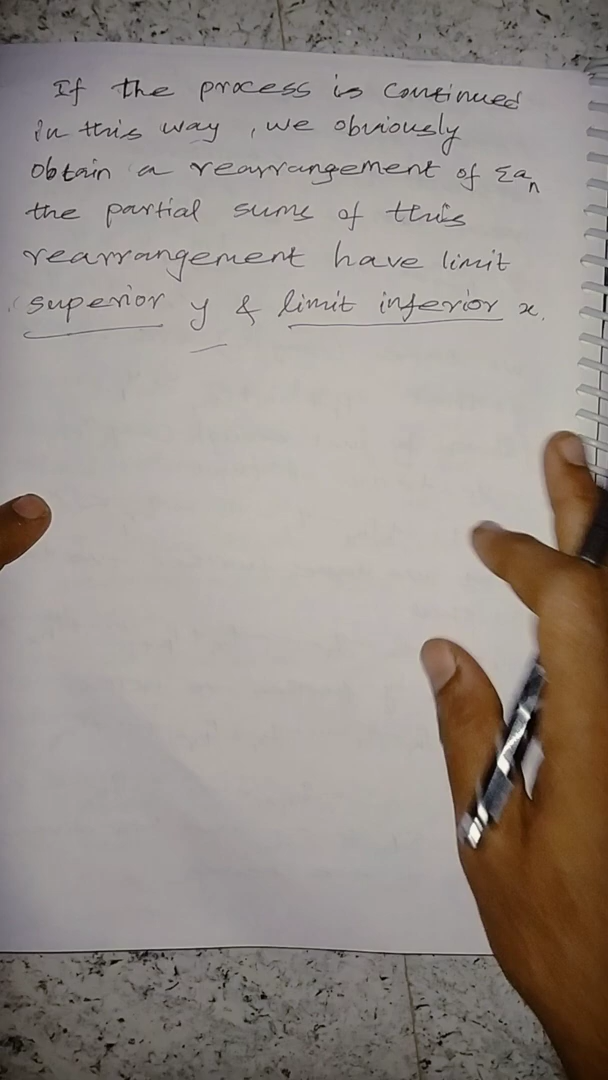 If the process is continued
in this way, we obviously
obtain a rearrangement of Σaₙ
the partial sums of this
rearrangement have limit
superior y & limit inferior x.